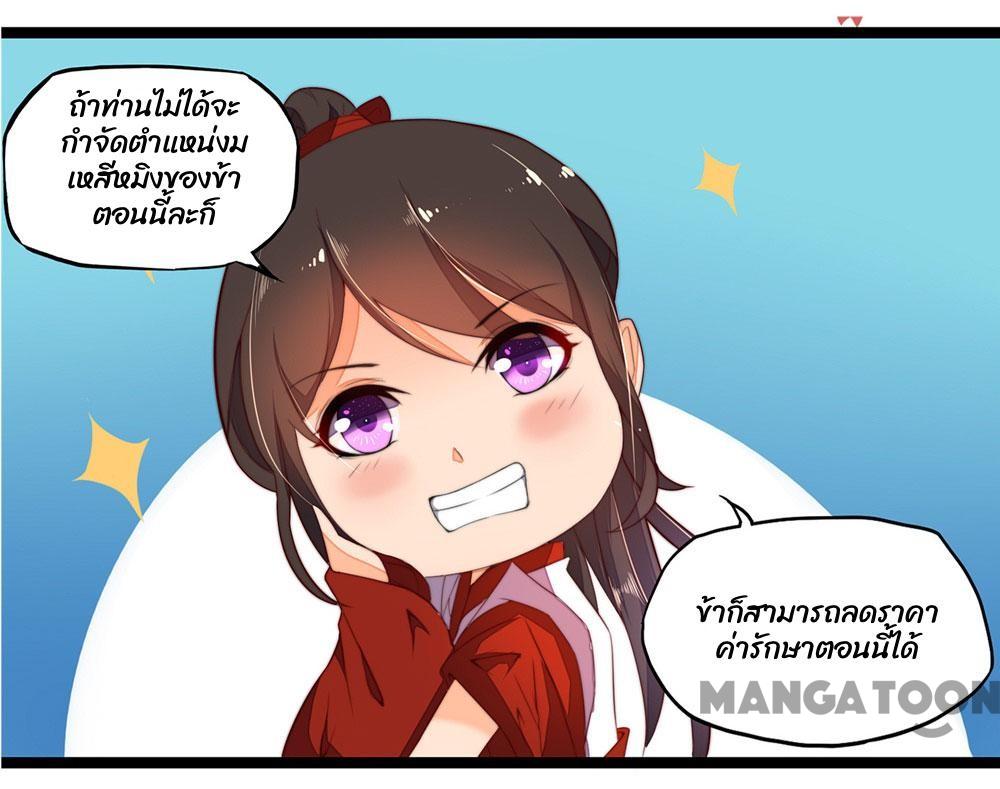 ถ้าท่านไม่ได้จะ
กำจัดตำแหน่งม
เหสีหมิงของข้า
ตอนนี้ละก็
ข้าก็สามารถลดราคา
ค่ารักษาตอนนี้ได้
MANGATOON